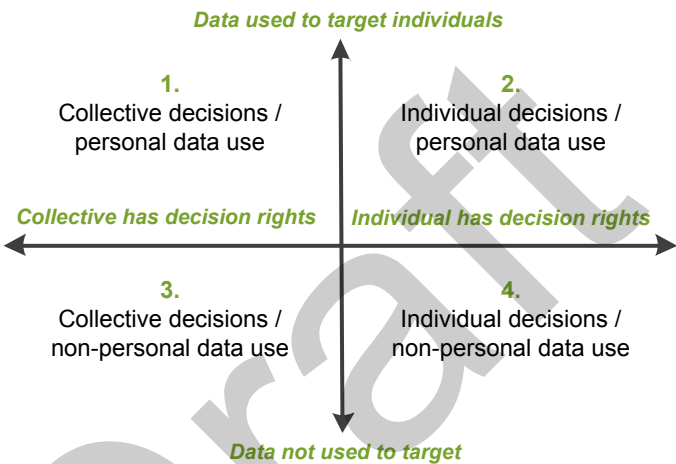 Data used to target individuals
1.
Collective decisions /
personal data use
2.
Individual decisions /
personal data use
Collective has decision rights
Individual has decision rights
3.
Collective decisions /
non-personal data use
4.
Individual decisions /
non-personal data use
Data not used to target
Draft